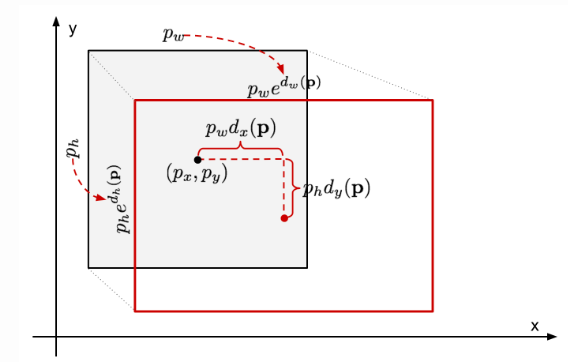 y
p_w
p_w e^{d_w(𝐩)}
p_w d_x(𝐩)
p_h
(p_x, p_y)
p_h e^{d_h(𝐩)}
p_h d_y(𝐩)
x